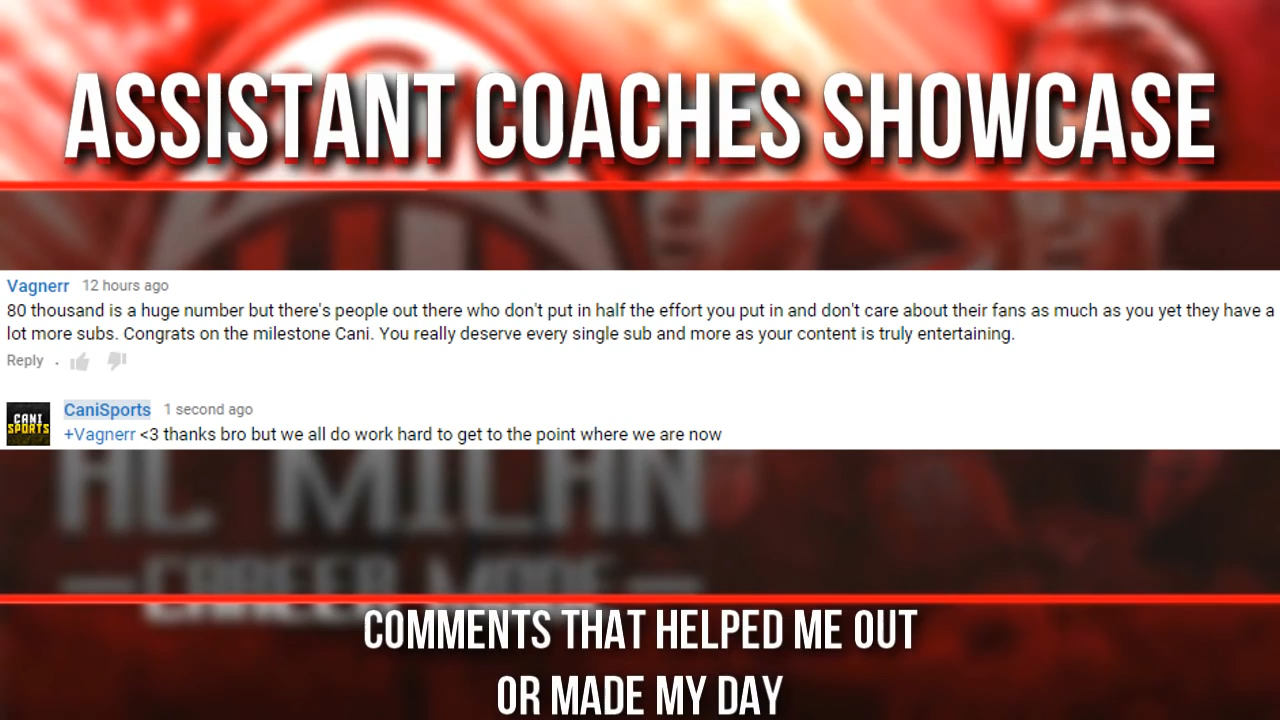 ASSISTANT COACHES SHOWCASE
Vagnerr 12 hours ago
80 thousand is a huge number but there's people out there who don't put in half the effort you put in and don't care about their fans as much as you yet they have a
lot more subs. Congrats on the milestone Cani. You really deserve every single sub and more as your content is truly entertaining.
Reply .
CANI
SPORTS
CaniSports 1 second ago
+Vagnerr <3 thanks bro but we all do work hard to get to the point where we are now
AC MILAN
—CAREER MODE—
COMMENTS THAT HELPED ME OUT
OR MADE MY DAY